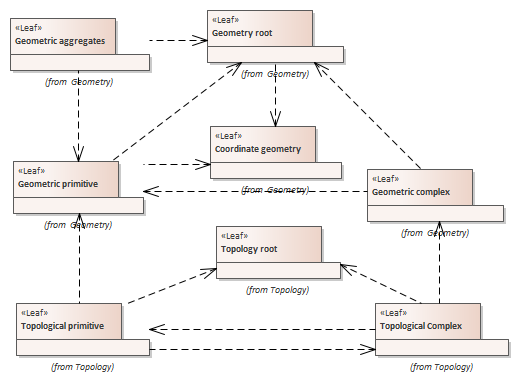 «Leaf»
Geometric aggregates
(from Geometry)
«Leaf»
Geometry root
(from Geometry)
«Leaf»
Coordinate geometry
(from Geometry)
«Leaf»
Geometric primitive
(from Geometry)
«Leaf»
Geometric complex
(from Geometry)
«Leaf»
Topology root
(from Topology)
«Leaf»
Topological primitive
(from Topology)
«Leaf»
Topological Complex
(from Topology)